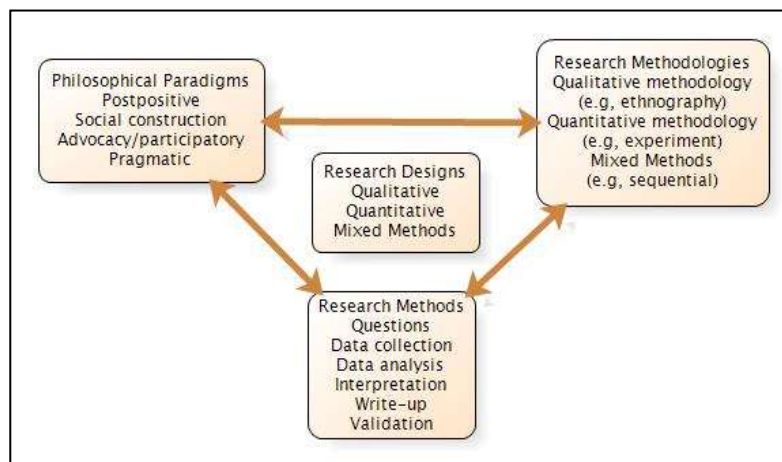 Philosophical Paradigms
Postpositive
Social construction
Advocacy/participatory
Pragmatic
Research Methodologies
Qualitative methodology
(e.g, ethnography)
Quantitative methodology
(e.g, experiment)
Mixed Methods
(e.g, sequential)
Research Designs
Qualitative
Quantitative
Mixed Methods
Research Methods
Questions
Data collection
Data analysis
Interpretation
Write-up
Validation